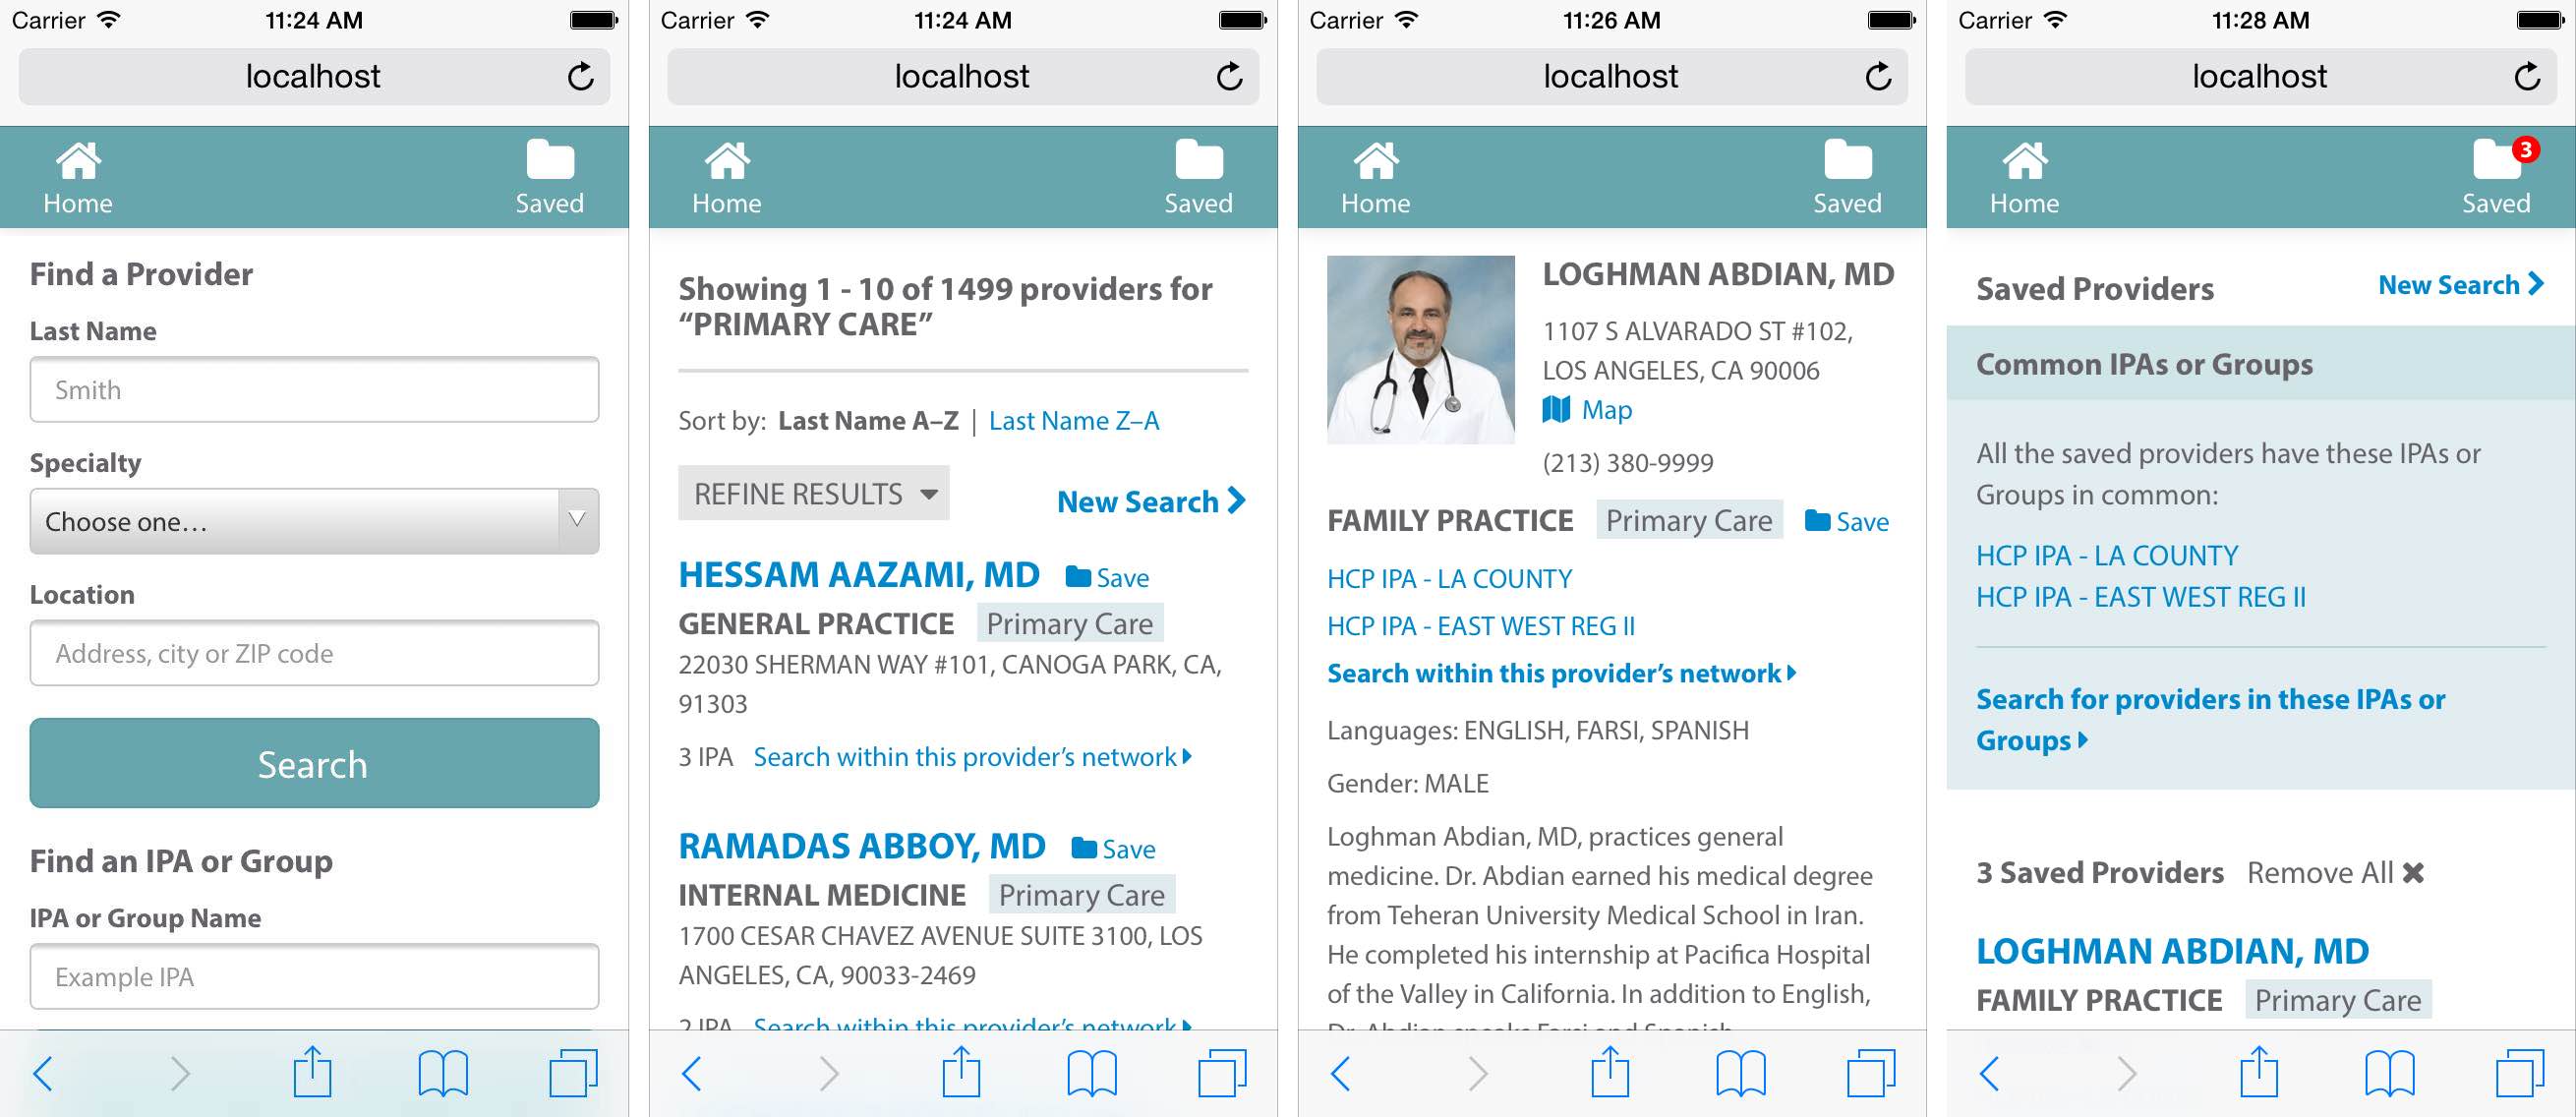 Carrier 11:24 AM
localhost
Home Saved
Find a Provider
Last Name
Smith
Specialty
Choose one…
Location
Address, city or ZIP code
Search
Find an IPA or Group
IPA or Group Name
Example IPA
Carrier 11:24 AM
localhost
Home Saved
Showing 1 - 10 of 1499 providers for
“PRIMARY CARE”
Sort by: Last Name A–Z | Last Name Z–A
REFINE RESULTS New Search
HESSAM AAZAMI, MD Save
GENERAL PRACTICE Primary Care
22030 SHERMAN WAY #101, CANOGA PARK, CA,
91303
3 IPA Search within this provider’s network
RAMADAS ABBOY, MD Save
INTERNAL MEDICINE Primary Care
1700 CESAR CHAVEZ AVENUE SUITE 3100, LOS
ANGELES, CA, 90033-2469
2 IPA Search within this provider’s network
Carrier 11:26 AM
localhost
Home Saved
LOGHMAN ABDIAN, MD
1107 S ALVARADO ST #102,
LOS ANGELES, CA 90006
Map
(213) 380-9999
FAMILY PRACTICE Primary Care Save
HCP IPA - LA COUNTY
HCP IPA - EAST WEST REG II
Search within this provider’s network
Languages: ENGLISH, FARSI, SPANISH
Gender: MALE
Loghman Abdian, MD, practices general
medicine. Dr. Abdian earned his medical degree
from Teheran University Medical School in Iran.
He completed his internship at Pacifica Hospital
of the Valley in California. In addition to English,
Dr. Abdian speaks Farsi and Spanish
Carrier 11:28 AM
localhost
3
Home Saved
Saved Providers New Search
Common IPAs or Groups
All the saved providers have these IPAs or
Groups in common:
HCP IPA - LA COUNTY
HCP IPA - EAST WEST REG II
Search for providers in these IPAs or
Groups
3 Saved Providers Remove All
LOGHMAN ABDIAN, MD
FAMILY PRACTICE Primary Care